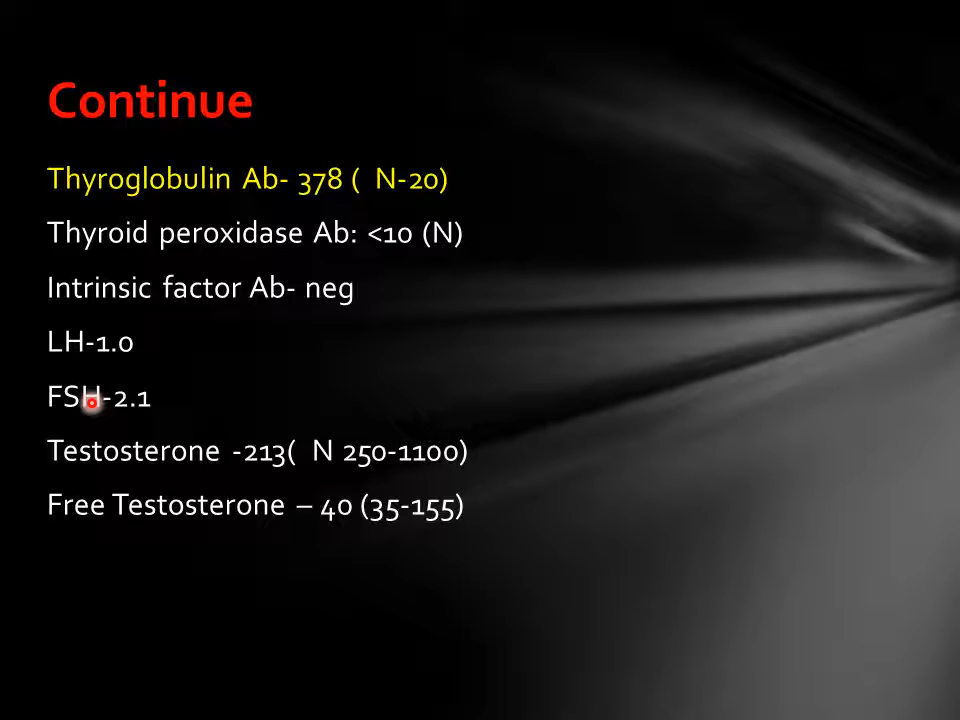 Continue
Thyroglobulin Ab- 378 ( N-20)
Thyroid peroxidase Ab: <10 (N)
Intrinsic factor Ab- neg
LH-1.0
FSH-2.1
Testosterone -213( N 250-1100)
Free Testosterone – 40 (35-155)